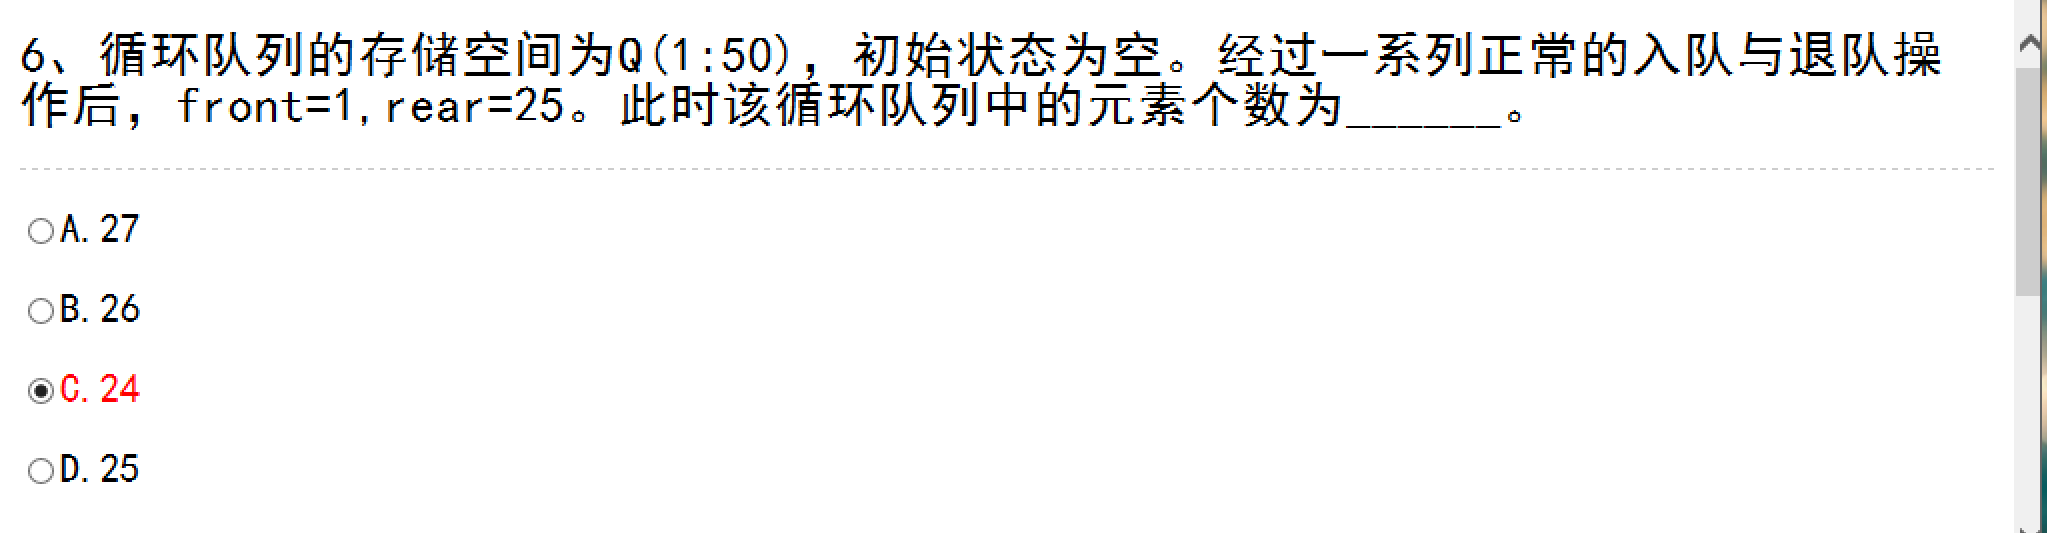 6、循环队列的存储空间为Q(1:50)，初始状态为空。经过一系列正常的入队与退队操
作后，front=1,rear=25。此时该循环队列中的元素个数为______。
A. 27
B. 26
C. 24
D. 25